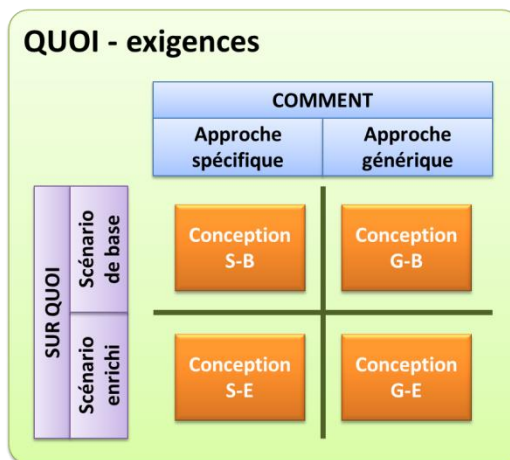 QUOI - exigences
COMMENT
Approche
spécifique
Approche
générique
SUR QUOI
Scénario
de base
Conception
S-B
Conception
G-B
Scénario
enrichi
Conception
S-E
Conception
G-E